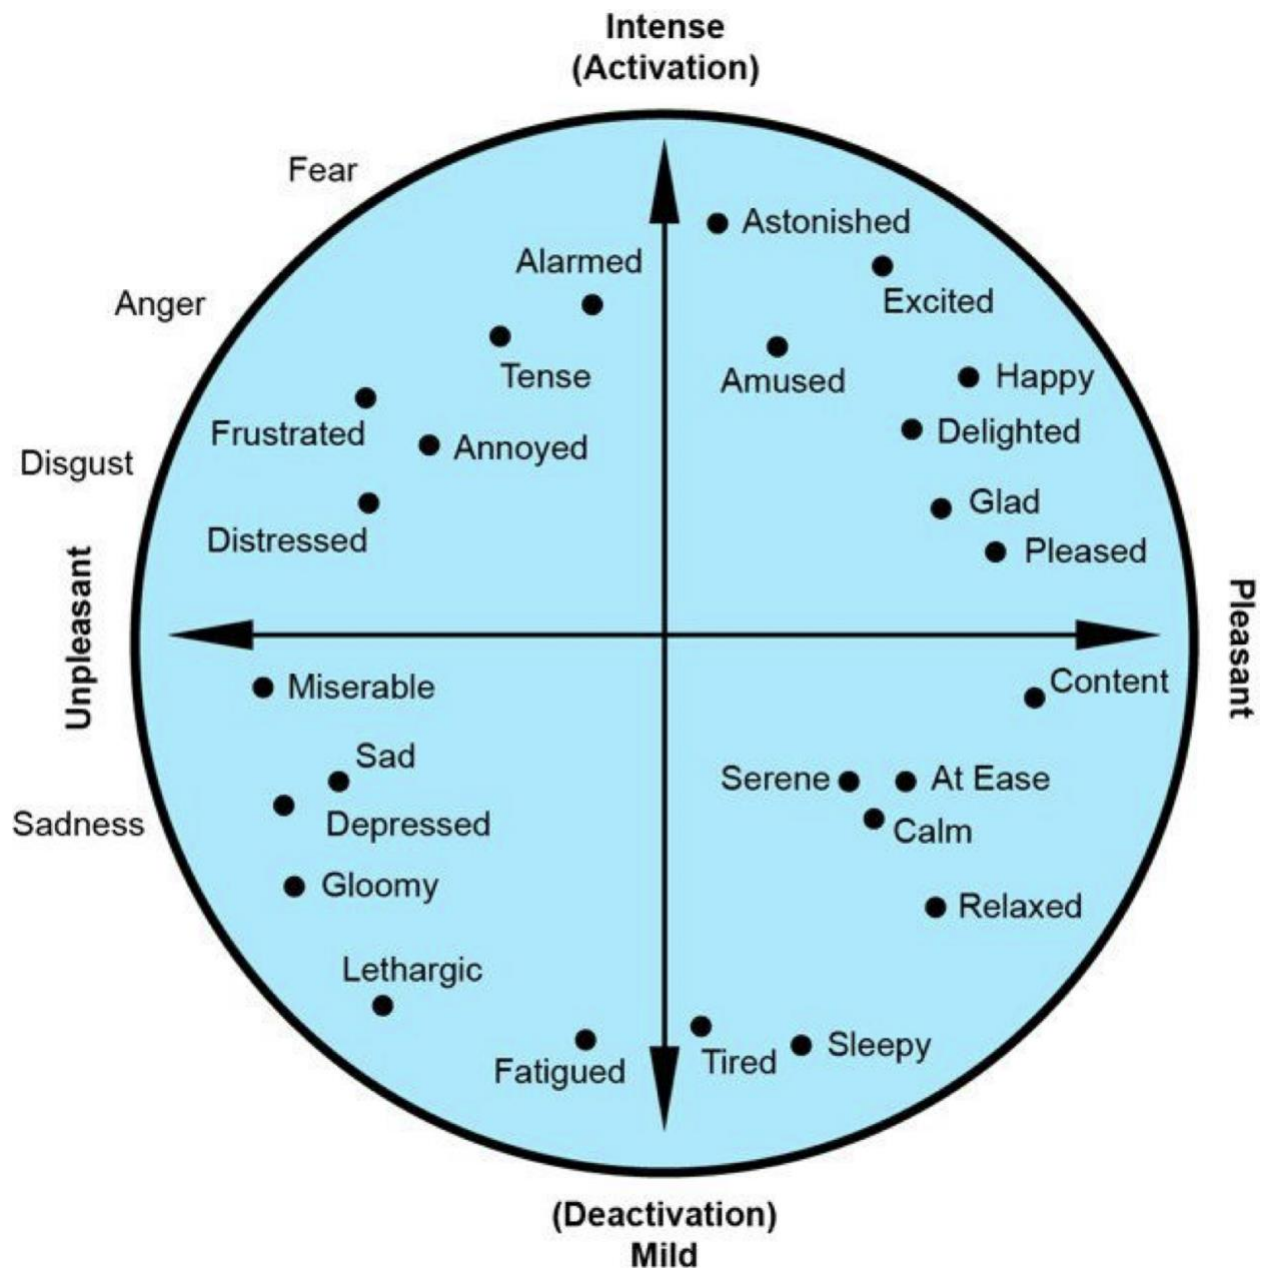 Intense
(Activation)
Fear
Astonished
Alarmed
Excited
Anger
Tense
Amused
Happy
Frustrated
Annoyed
Delighted
Disgust
Glad
Distressed
Pleased
Unpleasant
Pleasant
Miserable
Content
Sad
Serene
At Ease
Sadness
Depressed
Calm
Gloomy
Relaxed
Lethargic
Fatigued
Tired
Sleepy
(Deactivation)
Mild